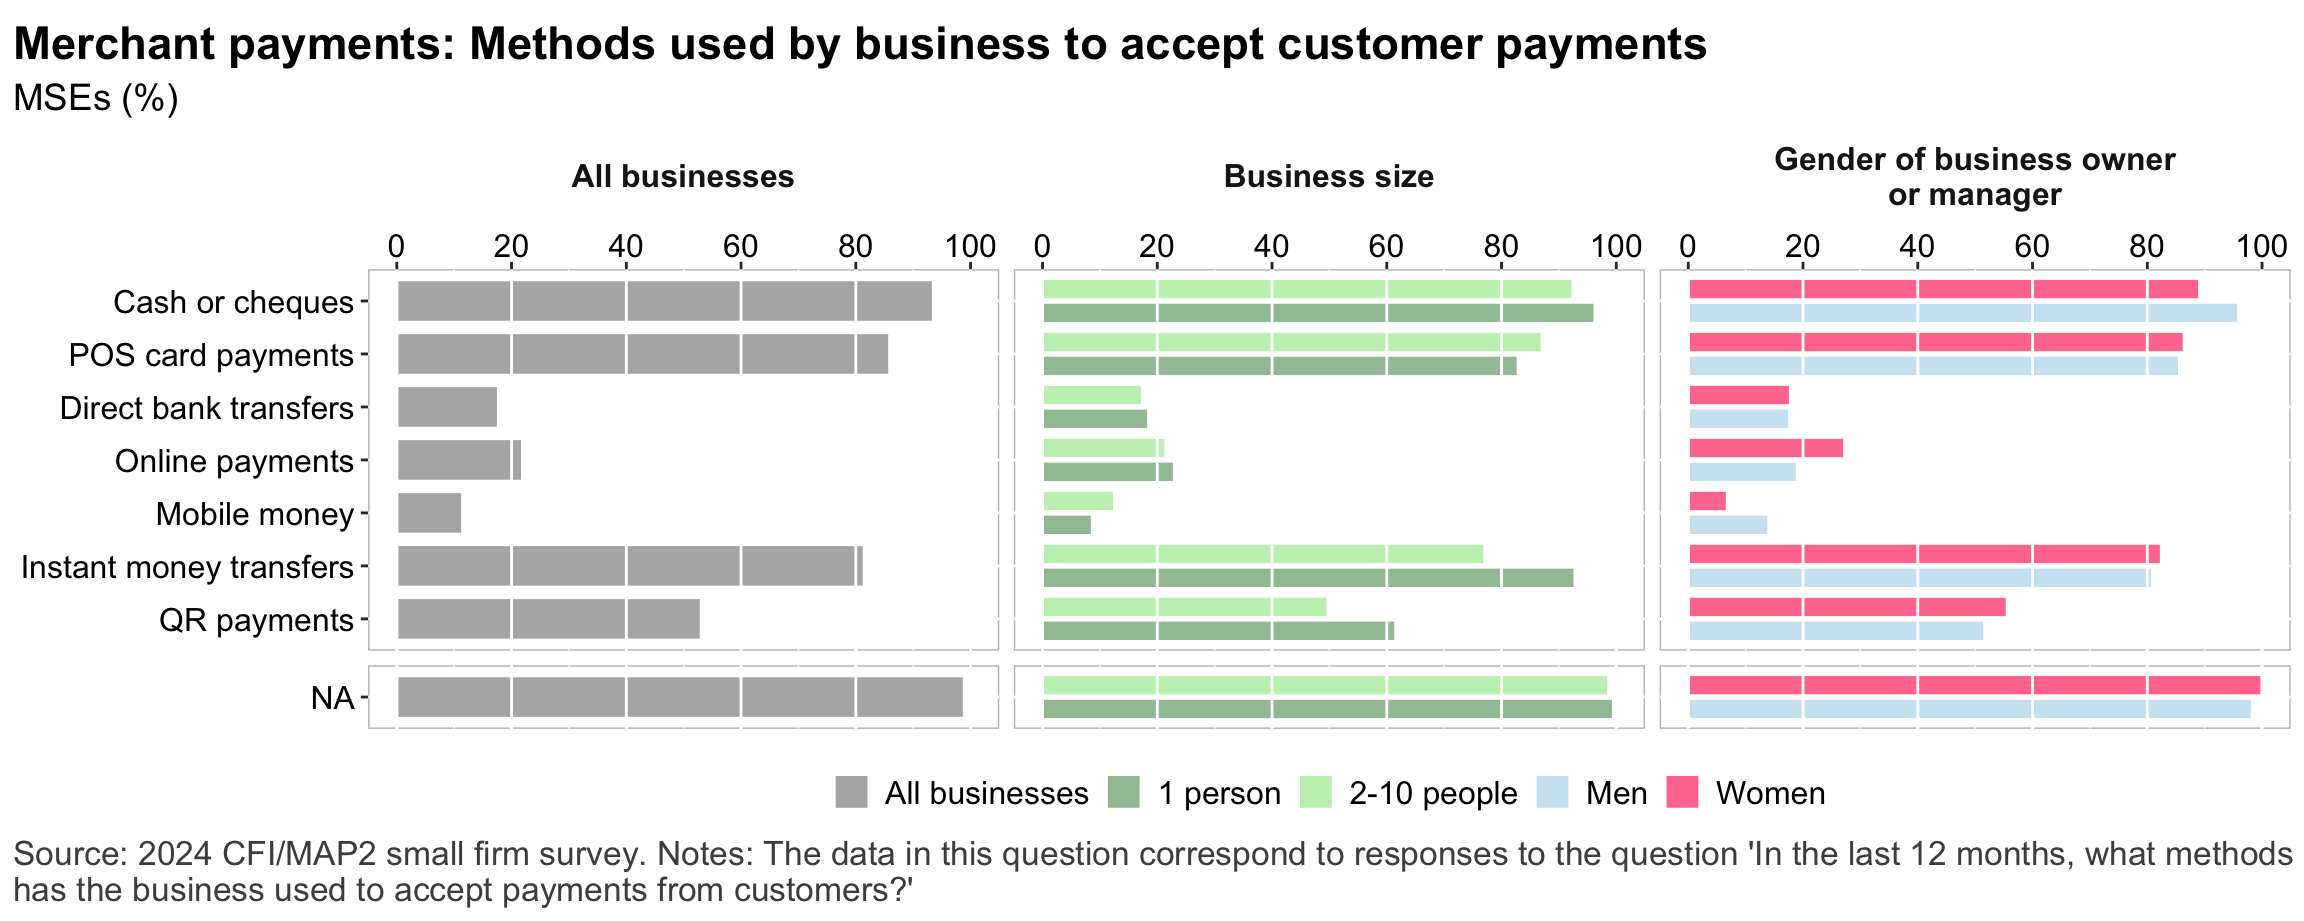 Merchant payments: Methods used by business to accept customer payments
MSEs (%)
All businesses
Business size
Gender of business owner
or manager
0 20 40 60 80 100
0 20 40 60 80 100
0 20 40 60 80 100
Cash or cheques
POS card payments
Direct bank transfers
Online payments
Mobile money
Instant money transfers
QR payments
NA
All businesses 1 person 2-10 people Men Women
Source: 2024 CFI/MAP2 small firm survey. Notes: The data in this question correspond to responses to the question 'In the last 12 months, what methods
has the business used to accept payments from customers?'